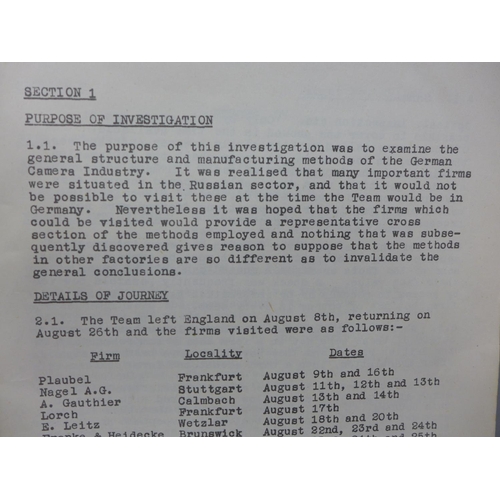 SECTION 1
PURPOSE OF INVESTIGATION
1.1. The purpose of this investigation was to examine the
general structure and manufacturing methods of the German
Camera Industry. It was realised that many important firms
were situated in the Russian sector, and that it would not
be possible to visit these at the time the Team would be in
Germany. Nevertheless it was hoped that the firms which
could be visited would provide a representative cross
section of the methods employed and nothing that was subse-
quently discovered gives reason to suppose that the methods
in other factories are so different as to invalidate the
general conclusions.
DETAILS OF JOURNEY
2.1. The Team left England on August 8th, returning on
August 26th and the firms visited were as follows:-
Firm Locality Dates
Plaubel Frankfurt August 9th and 16th
Nagel A.G. Stuttgart August 11th, 12th and 13th
A. Gauthier Calmbach August 13th and 14th
Lorch Frankfurt August 17th
E. Leitz Wetzlar August 18th and 20th
Franke & Heidecke Brunswick August 22nd, 23rd and 24th
25th